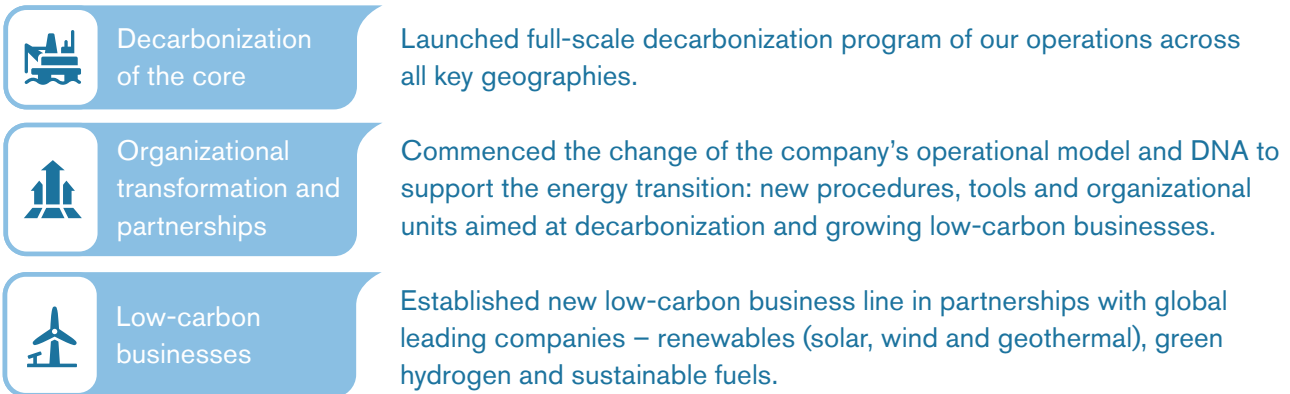 Decarbonization
of the core
Launched full-scale decarbonization program of our operations across
all key geographies.
Organizational
transformation and
partnerships
Commenced the change of the company’s operational model and DNA to
support the energy transition: new procedures, tools and organizational
units aimed at decarbonization and growing low-carbon businesses.
Low-carbon
businesses
Established new low-carbon business line in partnerships with global
leading companies – renewables (solar, wind and geothermal), green
hydrogen and sustainable fuels.